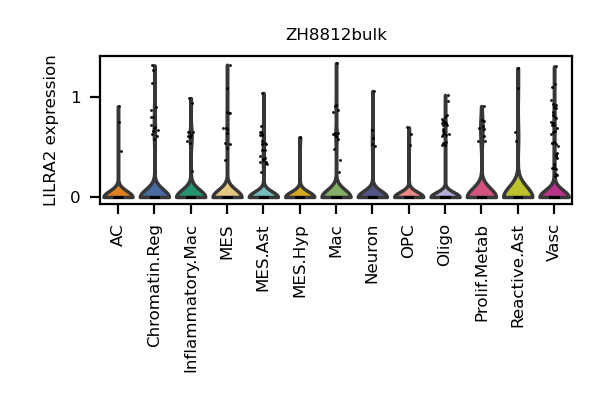 ZH8812bulk
LILRA2 expression
1
0
AC
Chromatin.Reg
Inflammatory.Mac
MES
MES.Ast
MES.Hyp
Mac
Neuron
OPC
Oligo
Prolif.Metab
Reactive.Ast
Vasc